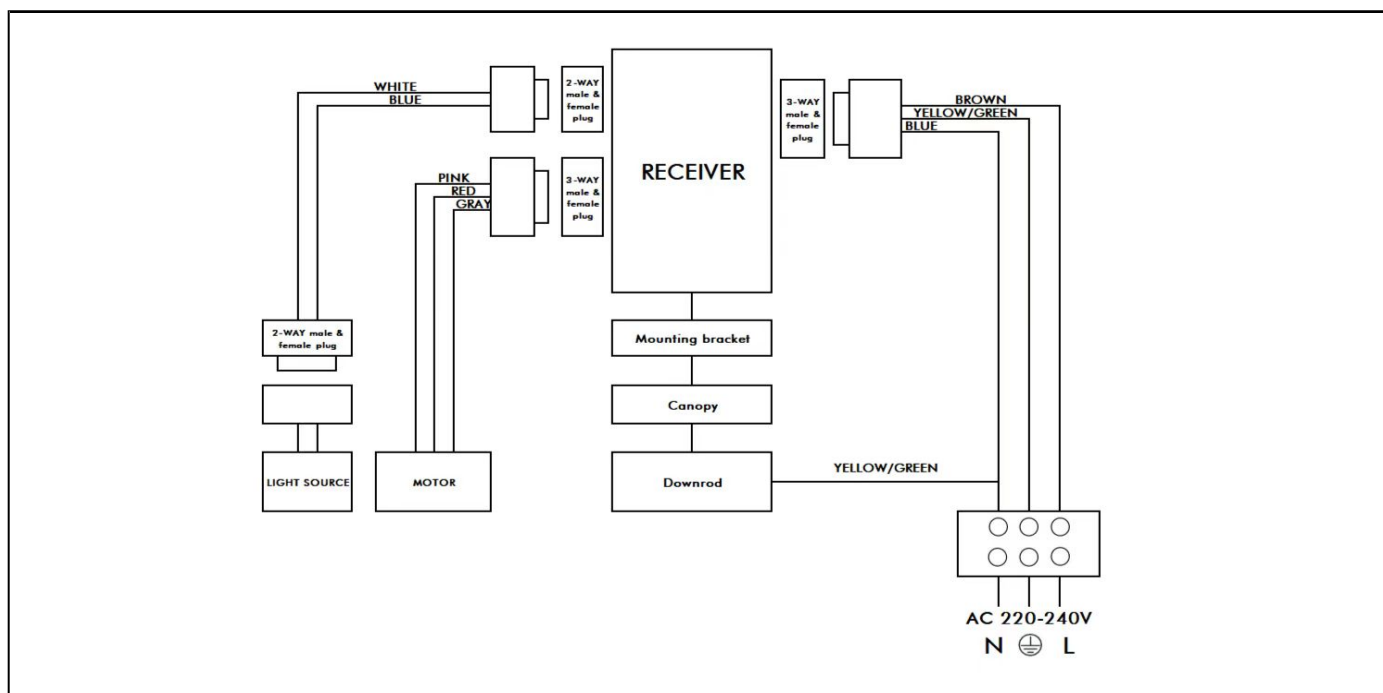 WHITE
BLUE
2-WAY
male &
female
plug
PINK
RED
GRAY
3-WAY
male &
female
plug
RECEIVER
3-WAY
male &
female
plug
BROWN
YELLOW/GREEN
BLUE
2-WAY male &
female plug
Mounting bracket
Canopy
LIGHT SOURCE
MOTOR
Downrod
YELLOW/GREEN
AC 220-240V
N L